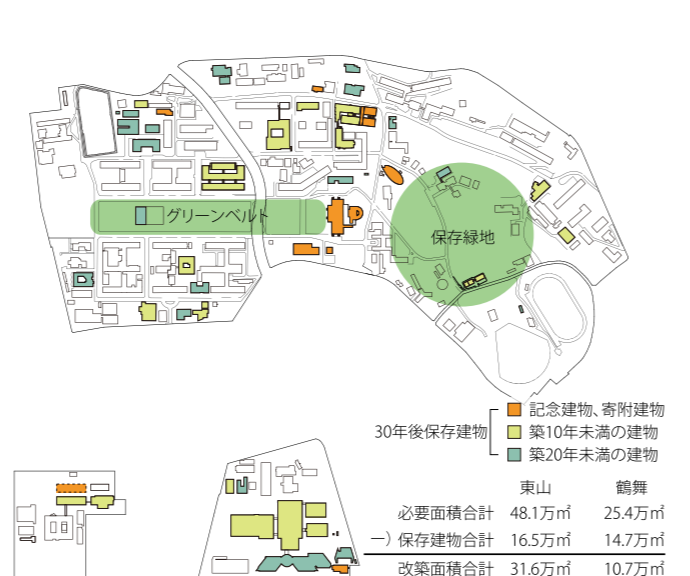 グリーンベルト
保存緑地
30年後保存建物
記念建物、寄附建物
築10年未満の建物
築20年未満の建物
東山 鶴舞
必要面積合計 48.1万㎡ 25.4万㎡
ー）保存建物合計 16.5万㎡ 14.7万㎡
改築面積合計 31.6万㎡ 10.7万㎡